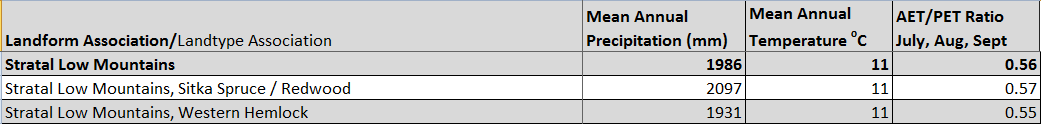 Landform Association/Landtype Association Mean Annual Precipitation (mm) Mean Annual Temperature °C AET/PET Ratio July, Aug, Sept
Stratal Low Mountains 1986 11 0.56
Stratal Low Mountains, Sitka Spruce / Redwood 2097 11 0.57
Stratal Low Mountains, Western Hemlock 1931 11 0.55